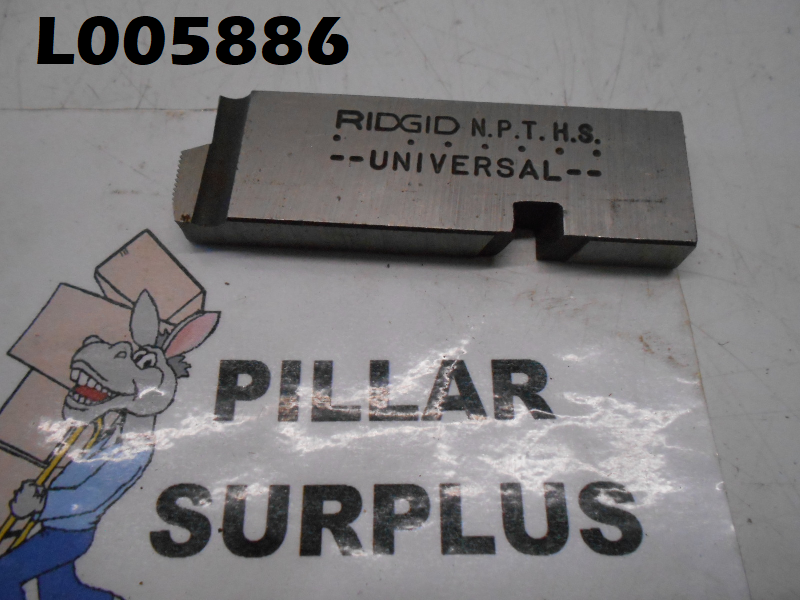 L005886
RIDGID N.P.T. H.S.
--UNIVERSAL--
PILLAR
SURPLUS